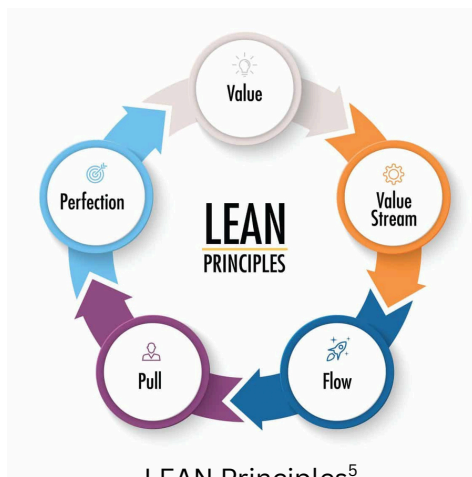 Value
Value
Stream
Flow
Pull
Perfection
LEAN
PRINCIPLES
LEAN Principles5